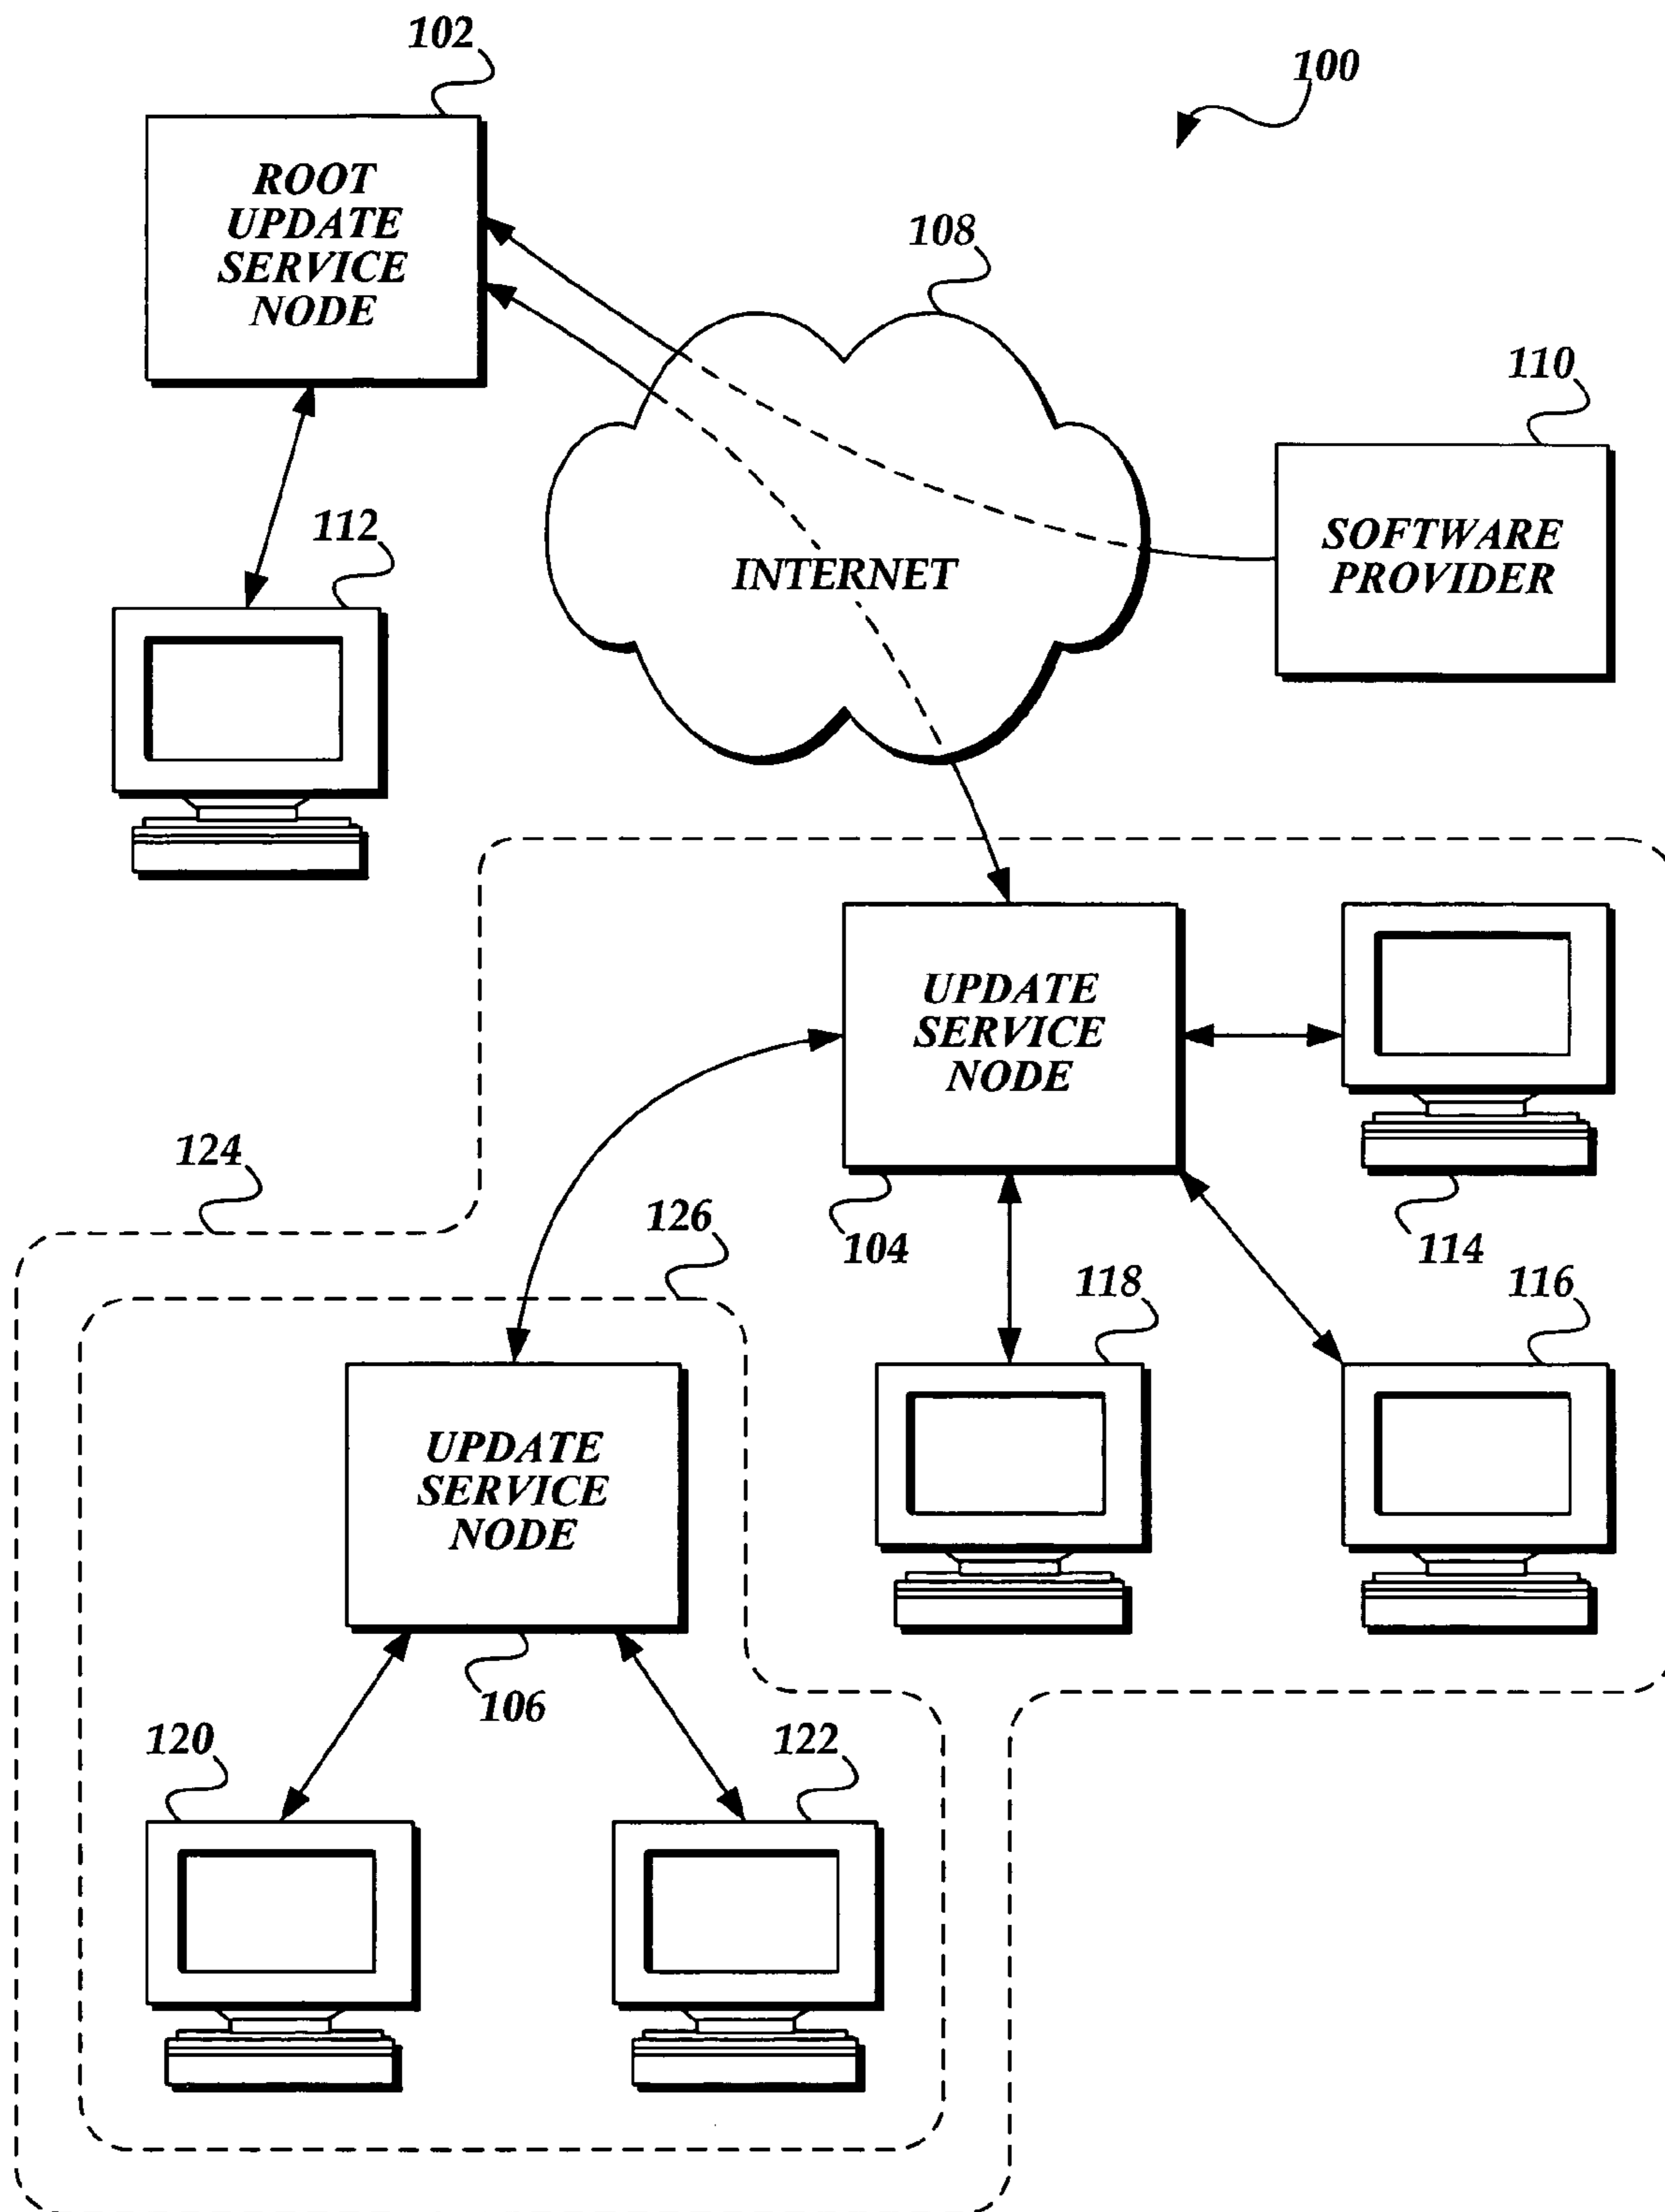 102
100
ROOT
UPDATE
SERVICE
NODE
108
110
SOFTWARE
PROVIDER
112
INTERNET
UPDATE
SERVICE
NODE
124
126
104
114
118
116
UPDATE
SERVICE
NODE
106
120
122